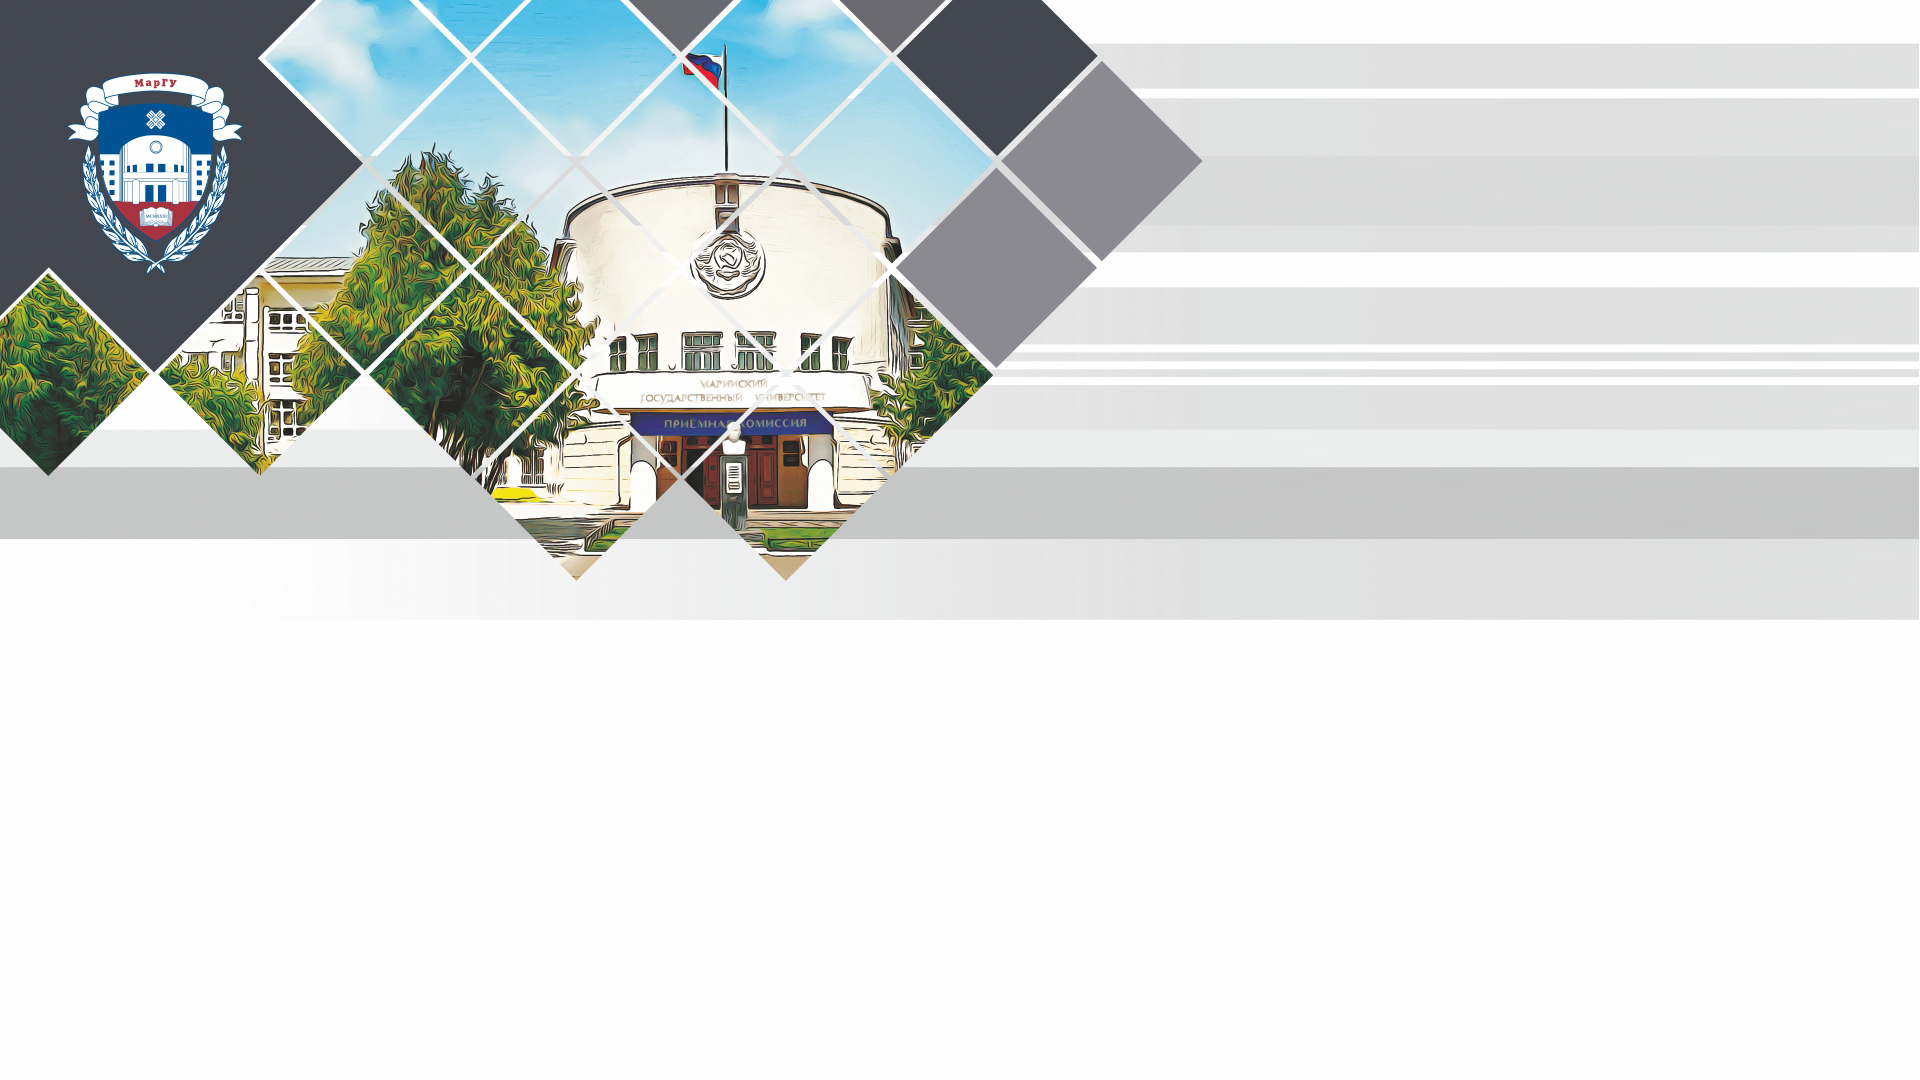 МарГУ
МАРИЙСКИЙ
ГОСУДАРСТВЕННЫЙ УНИВЕРСИТЕТ
ПРИЁМНАЯ КОМИССИЯ